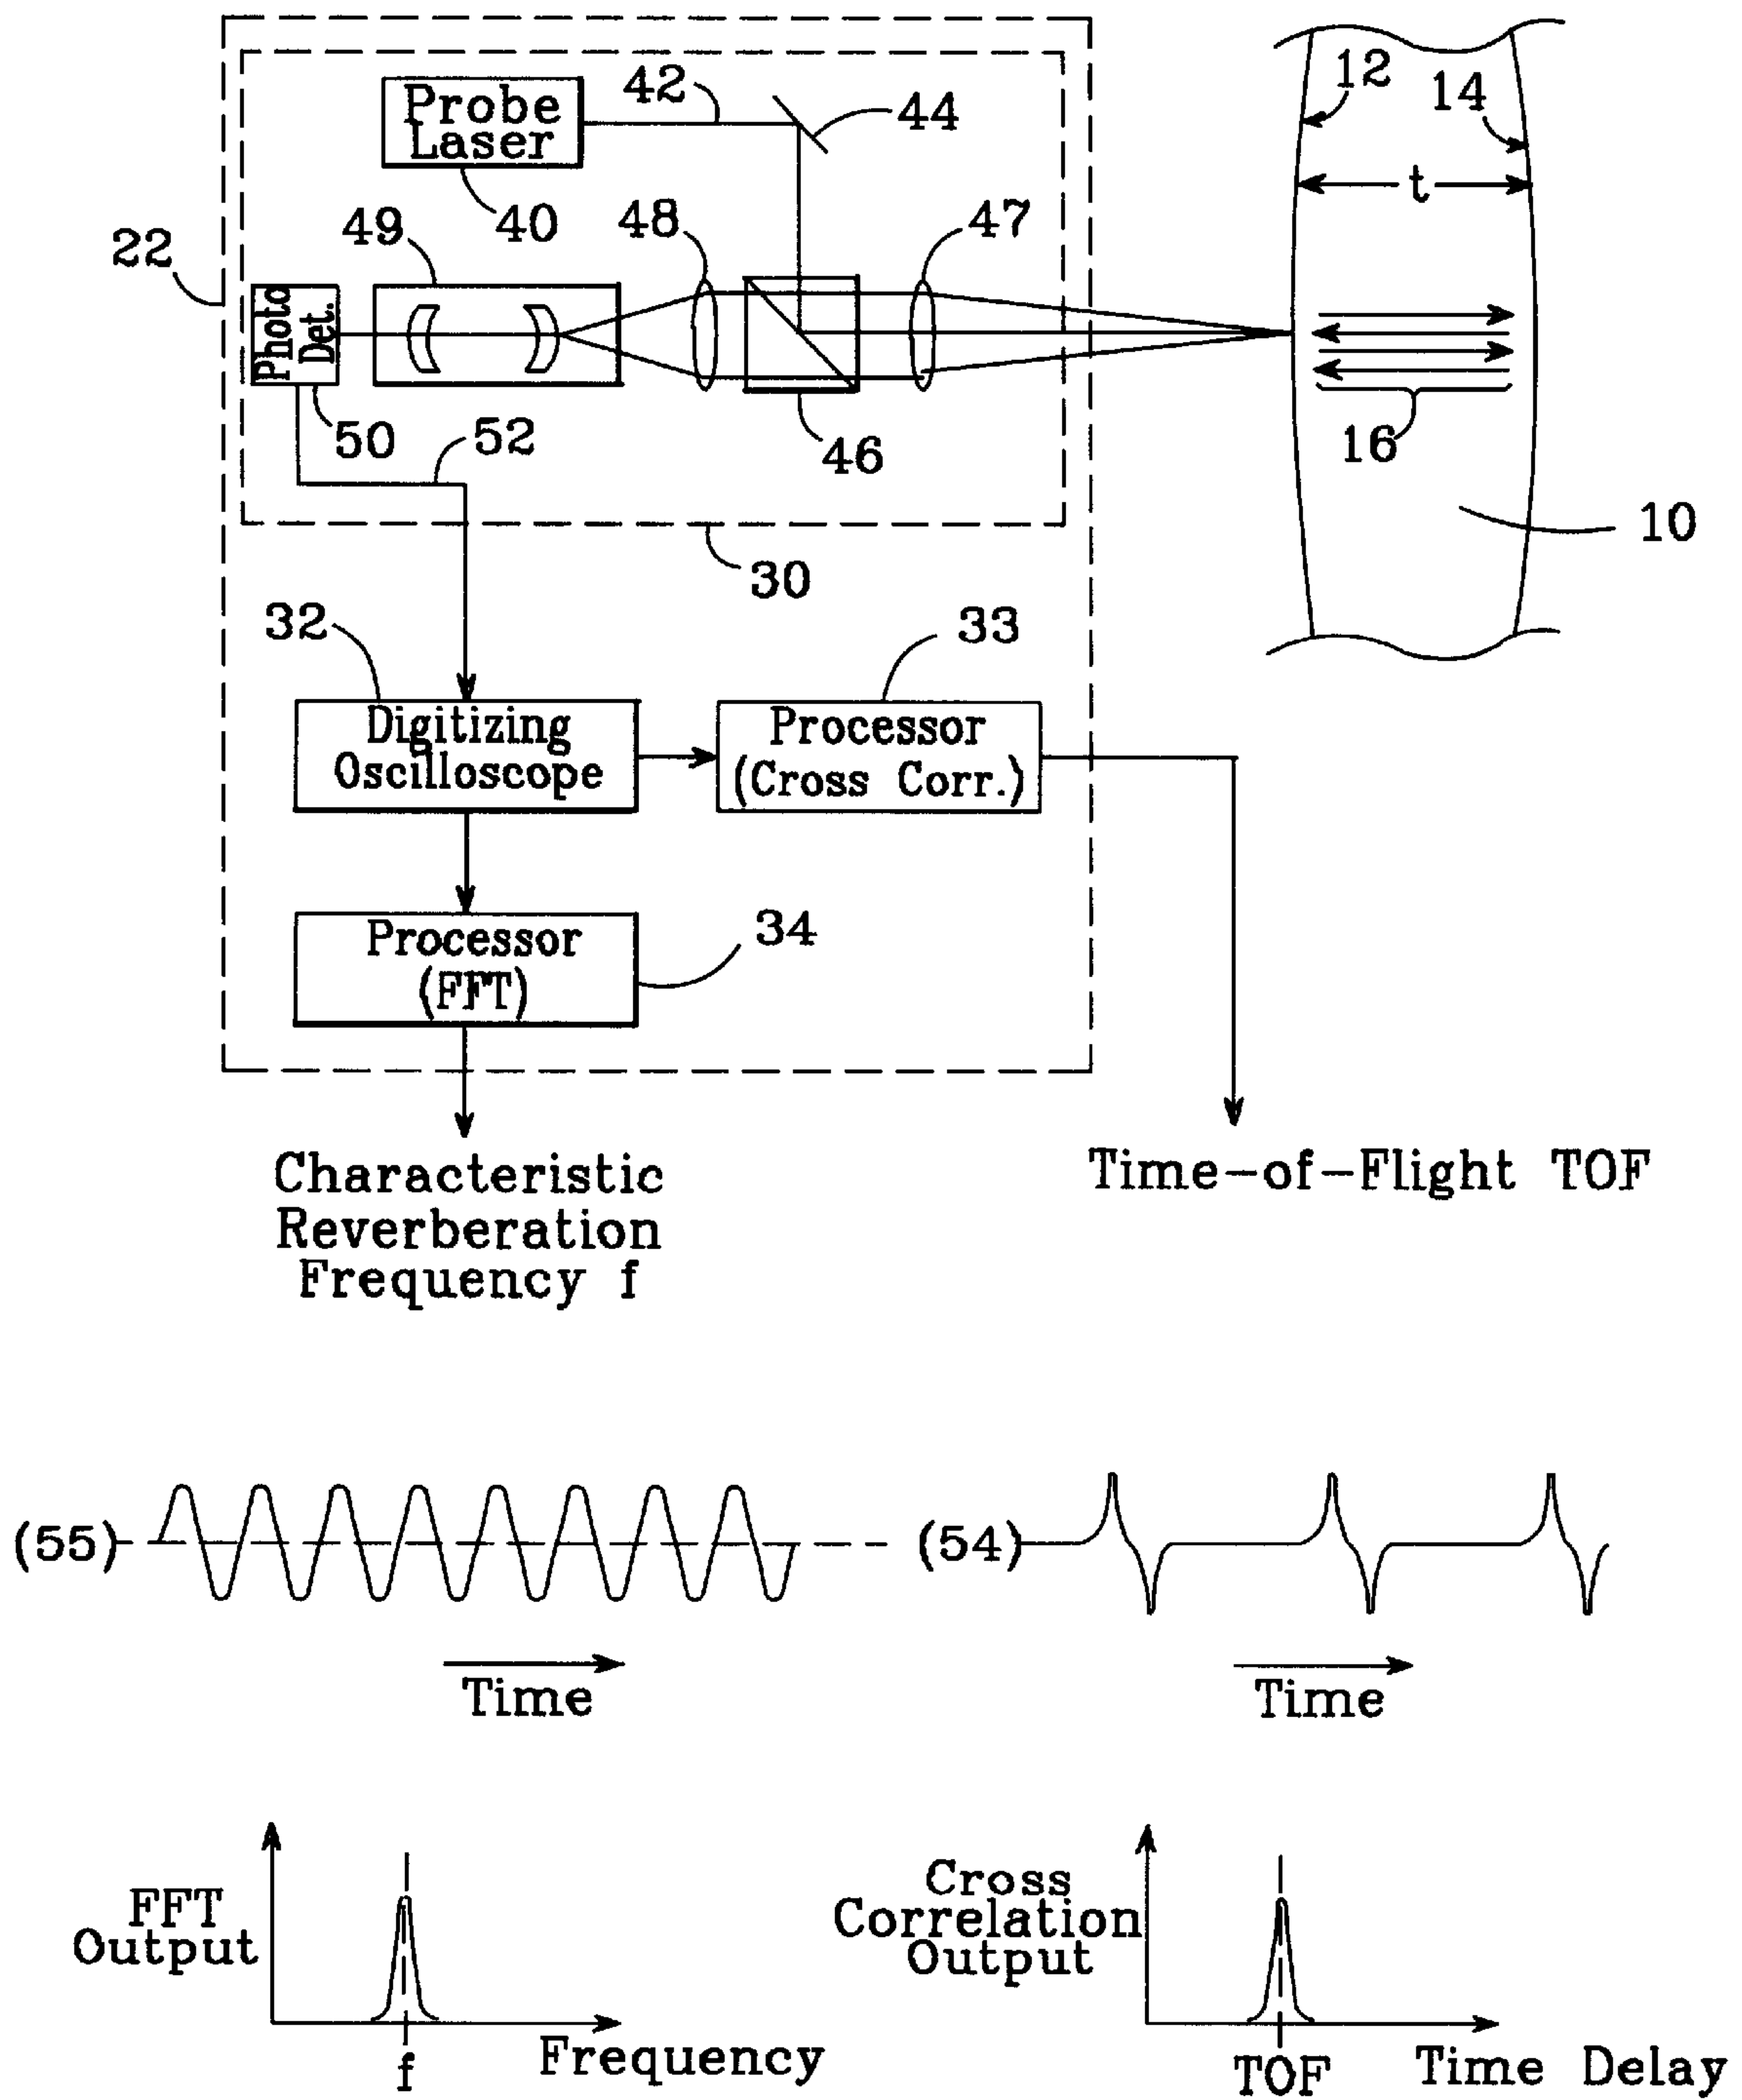 Probe
Laser
42
44
12
14
t
40
48
47
49
22
Photo
Det.
50
52
46
16
10
30
32
33
Digitizing
Oscilloscope
Processor
(Cross Corr.)
34
Processor
(FFT)
Characteristic
Reverberation
Frequency f
Time-of-Flight TOF
(55)
(54)
Time
Time
FFT
Output
f
Frequency
Cross
Correlation
Output
TOF
Time Delay